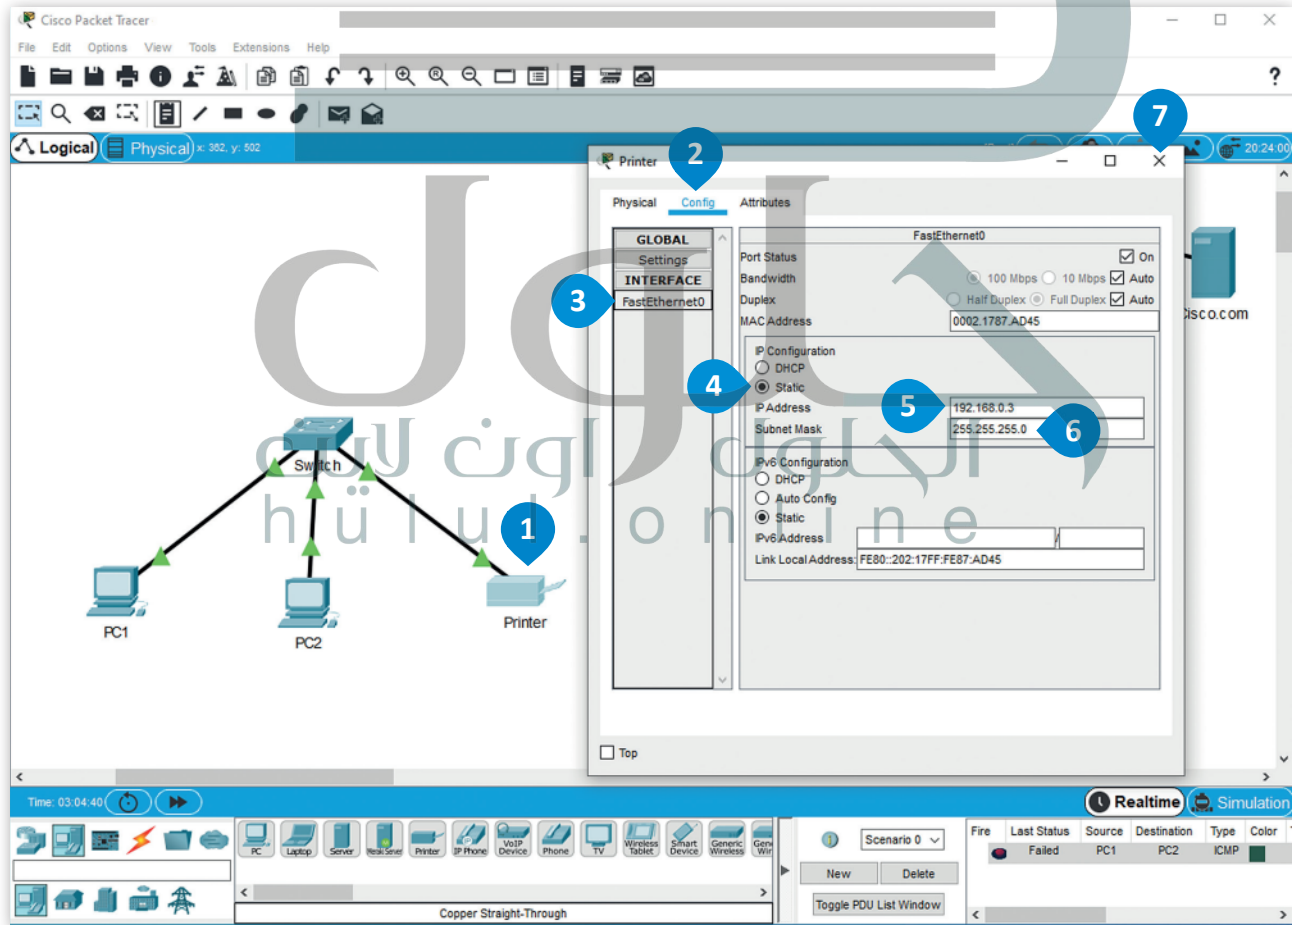 Cisco Packet Tracer
File Edit Options View Tools Extensions Help
?
Logical Physical x: 362, y: 502
20:24:00
7
2
Printer
Physical Config Attributes
GLOBAL
Settings
INTERFACE
FastEthernet0
3
FastEthernet0
Port Status On
Bandwidth 100 Mbps 10 Mbps Auto
Duplex Half Duplex Full Duplex Auto
MAC Address 0002.1787.AD45
IP Configuration
DHCP
4
Static
IP Address 5 192.168.0.3
Subnet Mask 255.255.255.0 6
IPv6 Configuration
DHCP
Auto Config
Static
IPv6 Address /
Link Local Address: FE80::202:17FF:FE87:AD45
Top
Cisco.com
Switch
1
PC1
PC2
Printer
حلول
الحلول اون لاين
hülul.online
Time: 03:04:40
Realtime Simulation
PC Laptop Server Printer IP Phone VoIP Device Phone TV Wireless Tablet Smart Device Generic Wireless
Copper Straight-Through
Scenario 0
New Delete
Toggle PDU List Window
Fire Last Status Source Destination Type Color
Failed PC1 PC2 ICMP